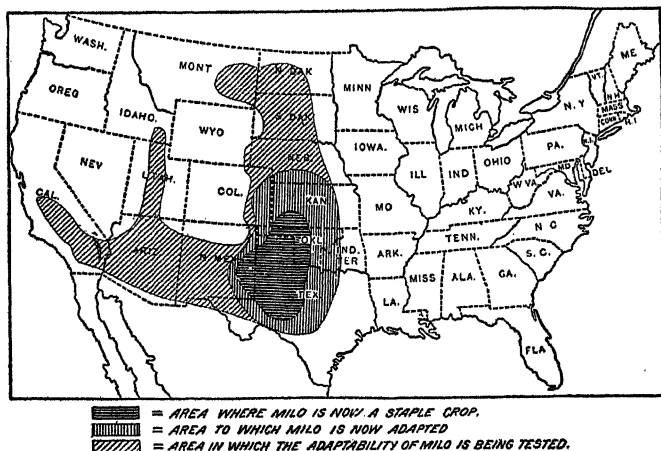 WASH.
OREG
CAL.
NEV
IDAHO.
MONT
WYO
UTAH.
COL.
ARIZ
N. MEX
N. DAK
S. DAK
NEB.
KAN
OKL
IND. TER
TEX
MINN
IOWA.
MO
ARK.
LA.
WIS
ILL
MICH
IND
OHIO
KY.
TENN.
MISS
ALA.
GA.
FLA
S. C.
N C
VA.
W VA.
MD
DEL
PA.
N.J.
N.Y
CONN.
R.I.
MASS
VT.
N H
ME
= AREA WHERE MILO IS NOW A STAPLE CROP.
= AREA TO WHICH MILO IS NOW ADAPTED
= AREA IN WHICH THE ADAPTABILITY OF MILO IS BEING TESTED.